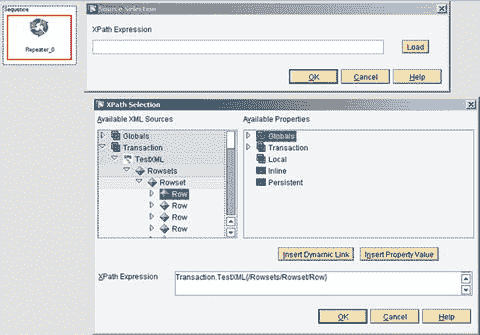 Sequence
Repeater_0
Source Selection
XPath Expression
Load
OK Cancel Help
XPath Selection
Available XML Sources
Available Properties
Globals
Transaction
TestXML
Rowsets
Rowset
Row
Row
Row
Row
Globals
Transaction
Local
Inline
Persistent
Insert Dynamic Link Insert Property Value
XPath Expression
Transaction.TestXML{/Rowsets/Rowset/Row}
OK Cancel Help